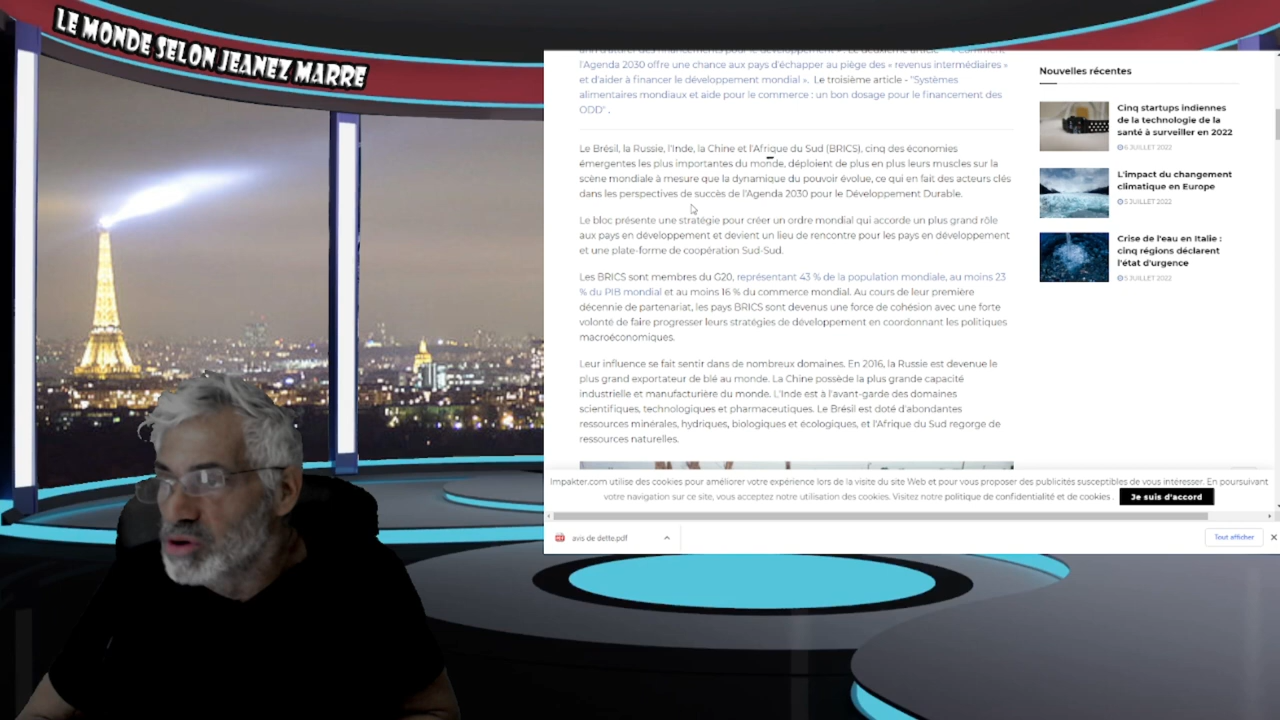 LE MONDE SELON JEANEZ MARRE
l'Agenda 2030 offre une chance aux pays d'échapper au piège des « revenus intermédiaires »
et d'aider à financer le développement mondial ». Le troisième article - "Systèmes
alimentaires mondiaux et aide pour le commerce : un bon dosage pour le financement des
ODD" .
Le Brésil, la Russie, l'Inde, la Chine et l'Afrique du Sud (BRICS), cinq des économies
émergentes les plus importantes du monde, déploient de plus en plus leurs muscles sur la
scène mondiale à mesure que la dynamique du pouvoir évolue, ce qui en fait des acteurs clés
dans les perspectives de succès de l'Agenda 2030 pour le Développement Durable.
Le bloc présente une stratégie pour créer un ordre mondial qui accorde un plus grand rôle
aux pays en développement et devient un lieu de rencontre pour les pays en développement
et une plate-forme de coopération Sud-Sud.
Les BRICS sont membres du G20, représentant 43 % de la population mondiale, au moins 23
% du PIB mondial et au moins 16 % du commerce mondial. Au cours de leur première
décennie de partenariat, les pays BRICS sont devenus une force de cohésion avec une forte
volonté de faire progresser leurs stratégies de développement en coordonnant les politiques
macroéconomiques.
Leur influence se fait sentir dans de nombreux domaines. En 2016, la Russie est devenue le
plus grand exportateur de blé au monde. La Chine possède la plus grande capacité
industrielle et manufacturière du monde. L'Inde est à l'avant-garde des domaines
scientifiques, technologiques et pharmaceutiques. Le Brésil est doté d'abondantes
ressources minérales, hydriques, biologiques et écologiques, et l'Afrique du Sud regorge de
ressources naturelles.
Nouvelles récentes
Cinq startups indiennes
de la technologie de la
santé à surveiller en 2022
6 JUILLET 2022
L'impact du changement
climatique en Europe
5 JUILLET 2022
Crise de l'eau en Italie :
cinq régions déclarent
l'état d'urgence
5 JUILLET 2022
Impakter.com utilise des cookies pour améliorer votre expérience lors de la visite du site Web et pour vous proposer des publicités susceptibles de vous intéresser. En poursuivant
votre navigation sur ce site, vous acceptez notre utilisation des cookies. Visitez notre politique de confidentialité et de cookies . Je suis d'accord
avis de dette.pdf
Tout afficher